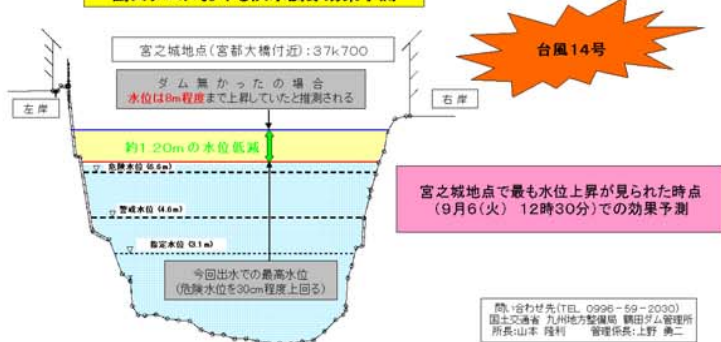 台風14号
宮之城地点(宮都大橋付近):37k700
ダム無かったの場合
水位は8m程度まで上昇していたと推測される
左岸
右岸
約1.20mの水位低減
危険水位(6.6m)
警戒水位(4.6m)
指定水位(3.1m)
宮之城地点で最も水位上昇が見られた時点
(9月6(火) 12時30分)での効果予測
今回出水での最高水位
(危険水位を30cm程度上回る)
問い合わせ先(TEL 0996-59-2030)
国土交通省 九州地方整備局 鶴田ダム管理所
所長:山本 隆利 管理係長:上野 勇二